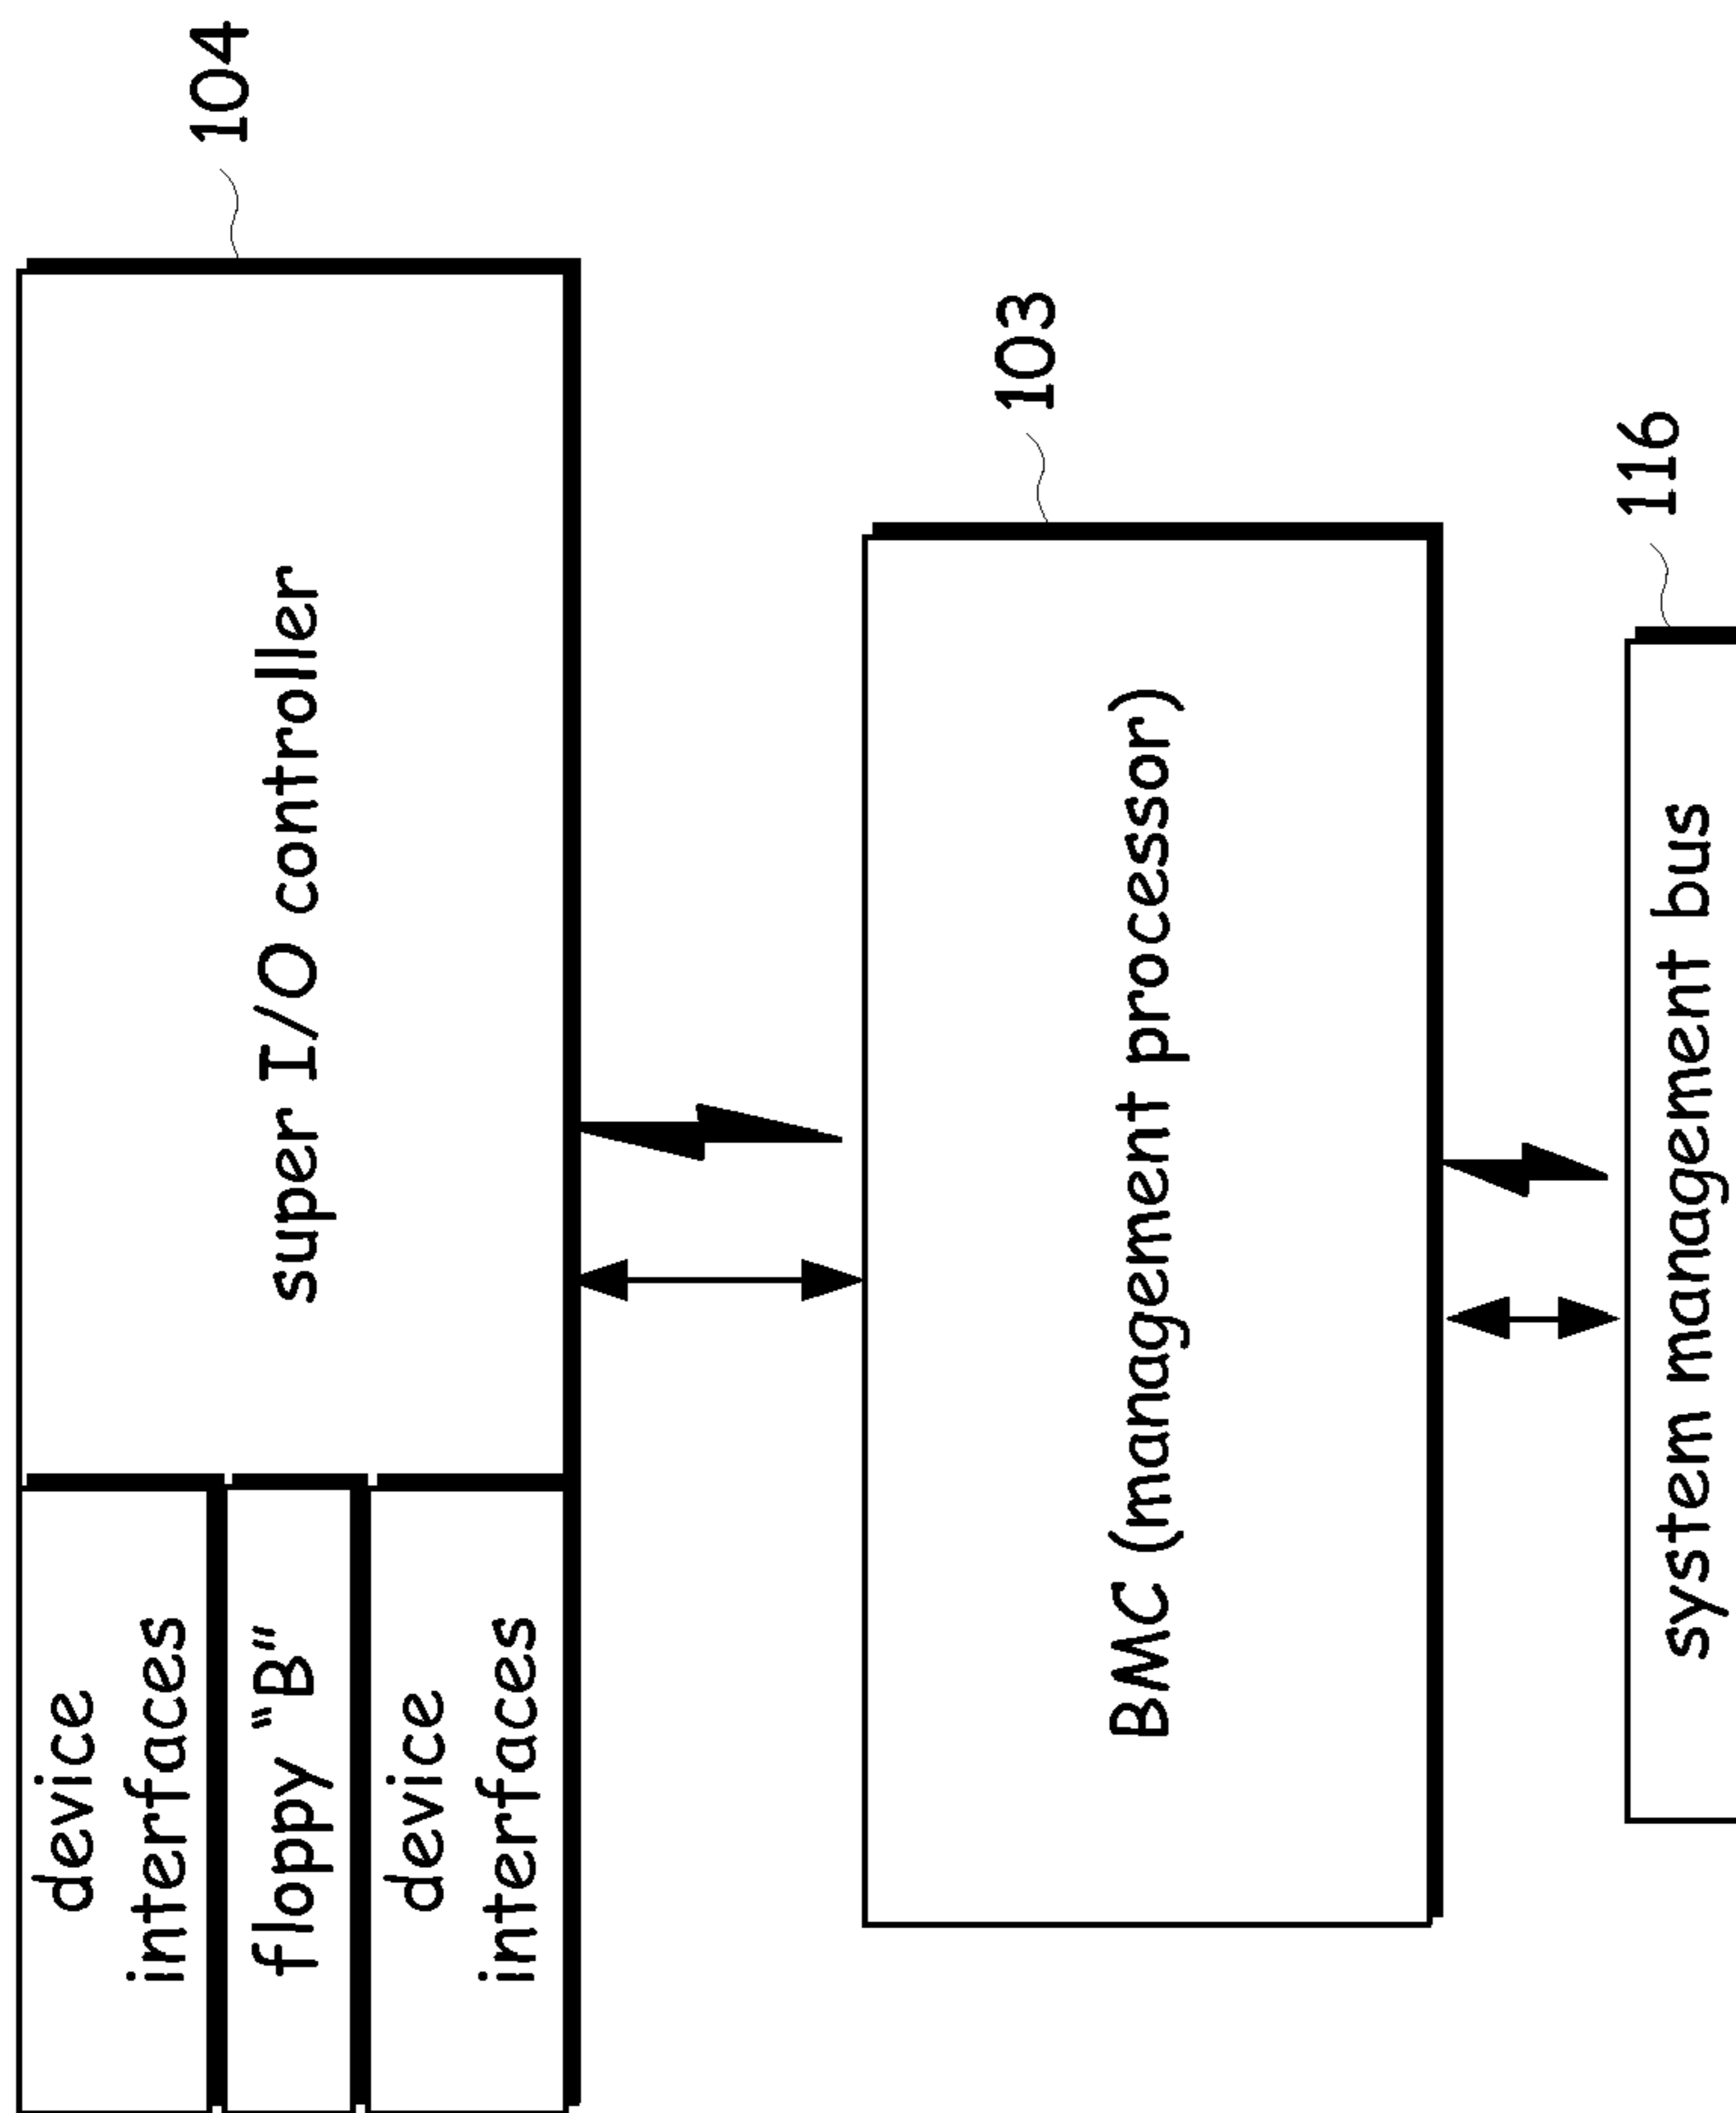 104
super I/O controller
device
interfaces
floppy "B"
device
interfaces
103
BMC (management processor)
116
system management bus